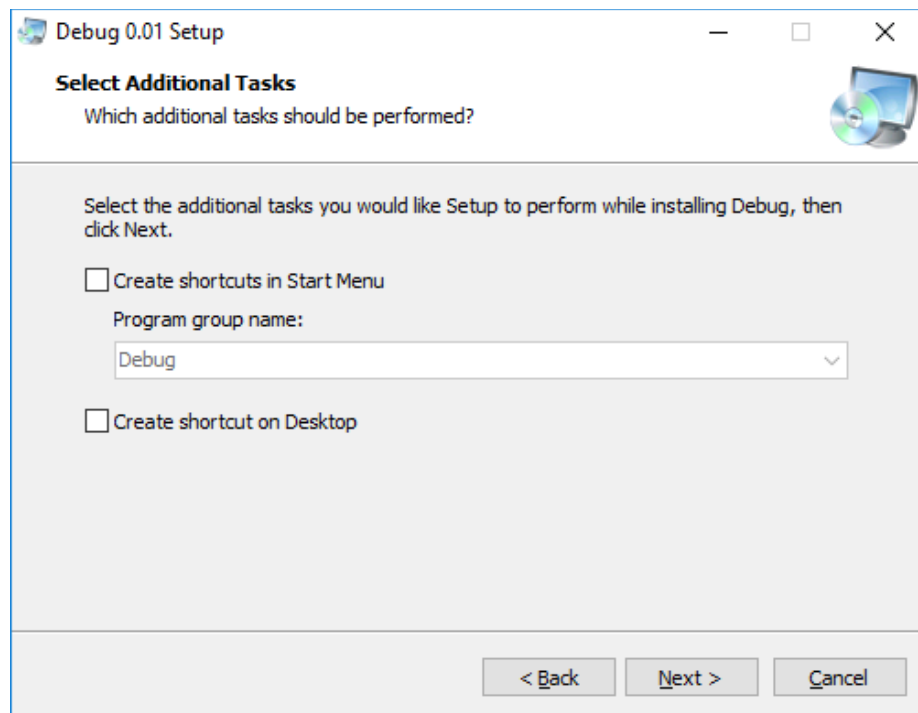 Debug 0.01 Setup
Select Additional Tasks
Which additional tasks should be performed?
Select the additional tasks you would like Setup to perform while installing Debug, then
click Next.
Create shortcuts in Start Menu
Program group name:
Debug
Create shortcut on Desktop
< Back Next > Cancel